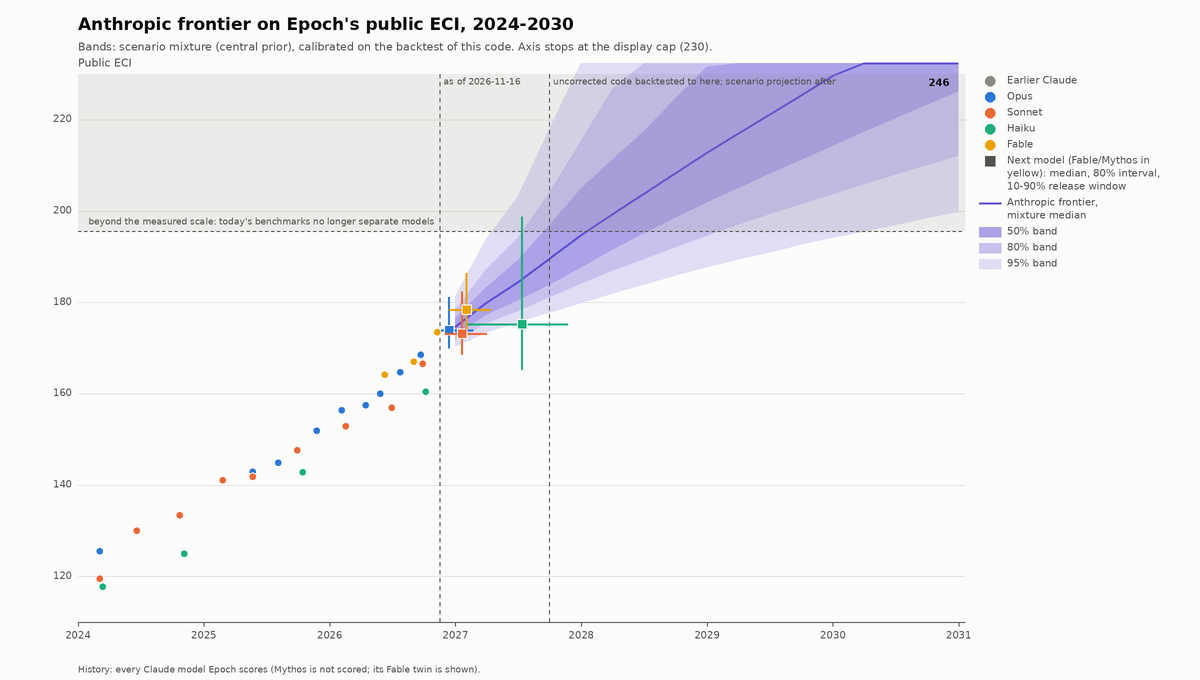 Anthropic frontier on Epoch's public ECI, 2024-2030
Bands: scenario mixture (central prior), calibrated on the backtest of this code. Axis stops at the display cap (230).
Public ECI
as of 2026-11-16
uncorrected code backtested to here; scenario projection after
246
220
200
180
160
140
120
beyond the measured scale: today's benchmarks no longer separate models
2024
2025
2026
2027
2028
2029
2030
2031
Earlier Claude
Opus
Sonnet
Haiku
Fable
Next model (Fable/Mythos in
yellow): median, 80% interval,
10-90% release window
Anthropic frontier,
mixture median
50% band
80% band
95% band
History: every Claude model Epoch scores (Mythos is not scored; its Fable twin is shown).